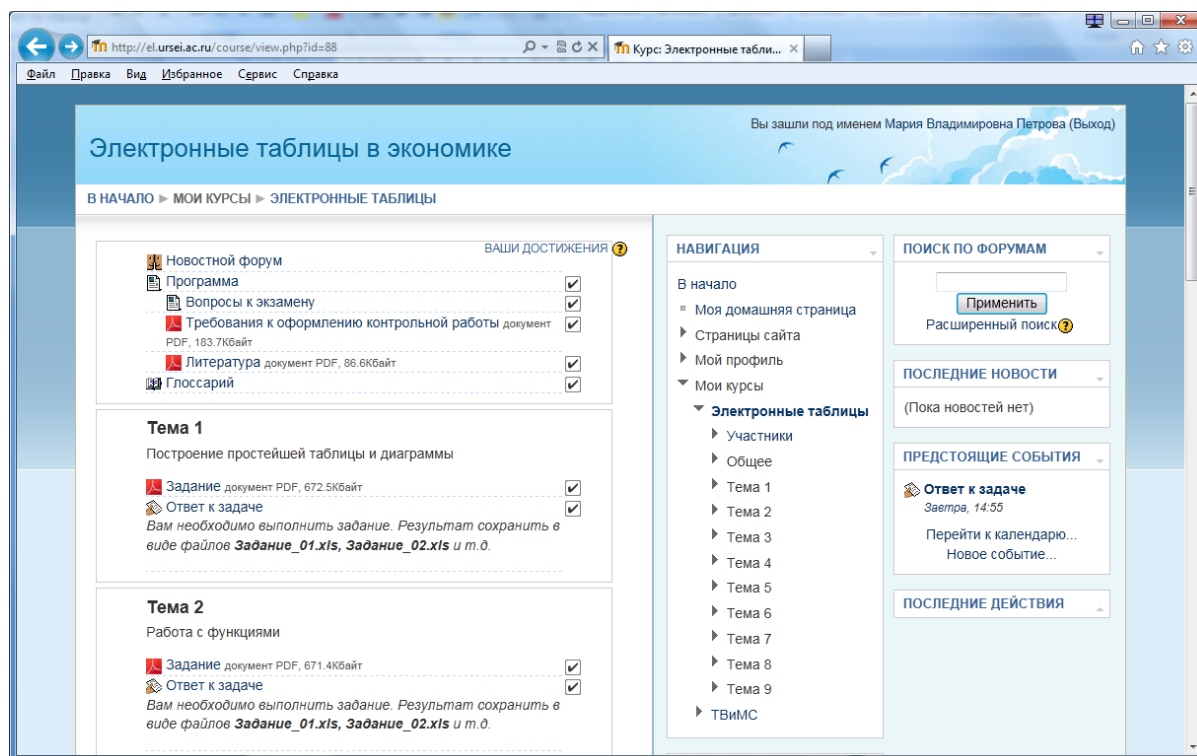 http://el.ursei.ac.ru/course/view.php?id=88
Курс: Электронные табли...
Файл Правка Вид Избранное Сервис Справка
Вы зашли под именем Мария Владимировна Петрова (Выход)
Электронные таблицы в экономике
В НАЧАЛО ► МОИ КУРСЫ ► ЭЛЕКТРОННЫЕ ТАБЛИЦЫ
ВАШИ ДОСТИЖЕНИЯ
Новостной форум
Программа
Вопросы к экзамену
Требования к оформлению контрольной работы документ
PDF, 183.7Кбайт
Литература документ PDF, 86.6Кбайт
Глоссарий
Тема 1
Построение простейшей таблицы и диаграммы
Задание документ PDF, 672.5Кбайт
Ответ к задаче
Вам необходимо выполнить задание. Результат сохранить в
виде файлов Задание_01.xls, Задание_02.xls и т.д.
Тема 2
Работа с функциями
Задание документ PDF, 671.4Кбайт
Ответ к задаче
Вам необходимо выполнить задание. Результат сохранить в
виде файлов Задание_01.xls, Задание_02.xls и т.д.
НАВИГАЦИЯ
В начало
Моя домашняя страница
Страницы сайта
Мой профиль
Мои курсы
Электронные таблицы
Участники
Общее
Тема 1
Тема 2
Тема 3
Тема 4
Тема 5
Тема 6
Тема 7
Тема 8
Тема 9
ТВиМС
ПОИСК ПО ФОРУМАМ
Применить
Расширенный поиск
ПОСЛЕДНИЕ НОВОСТИ
(Пока новостей нет)
ПРЕДСТОЯЩИЕ СОБЫТИЯ
Ответ к задаче
Завтра, 14:55
Перейти к календарю...
Новое событие...
ПОСЛЕДНИЕ ДЕЙСТВИЯ